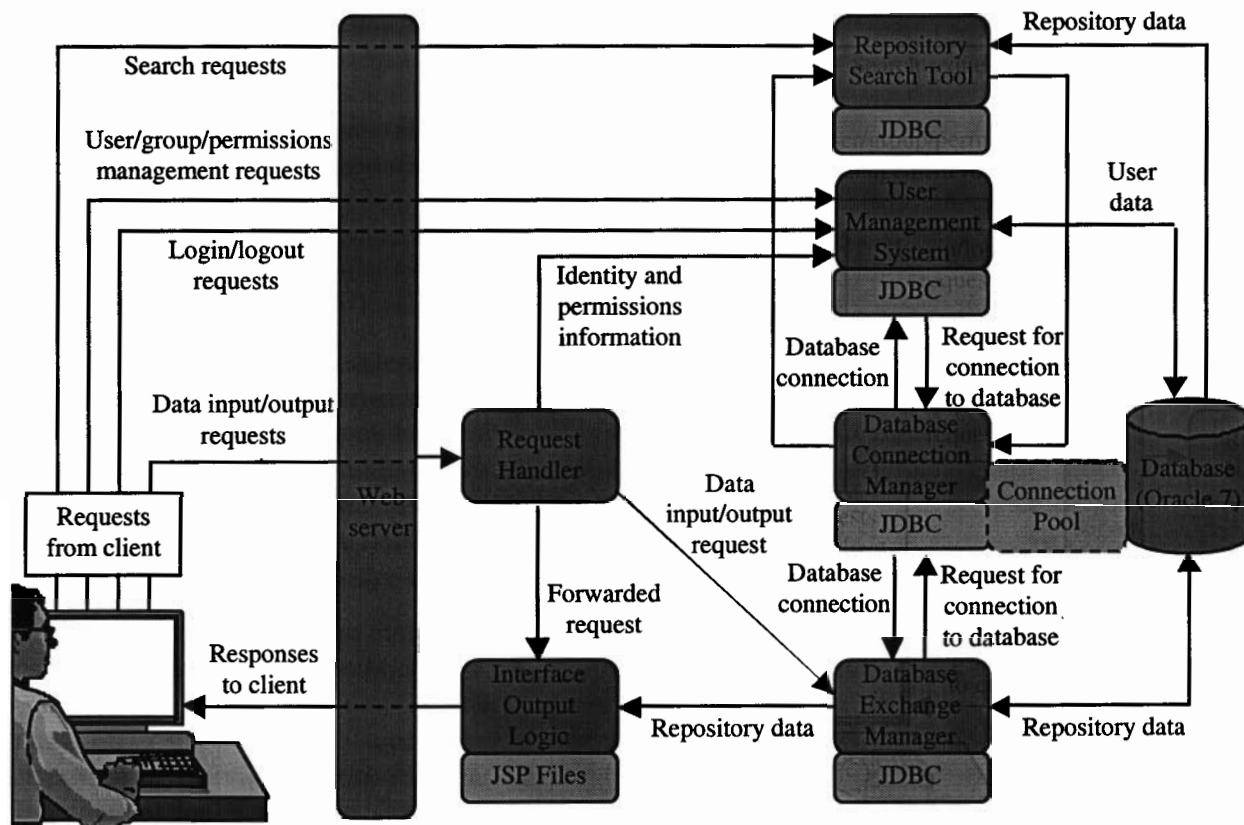 Repository data
Search requests
Repository
Search Tool
JDBC
User/group/permissions
management requests
User
Management
System
JDBC
User
data
Login/logout
requests
Identity and
permissions
information
Database
connection
Request for
connection
to database
Data input/output
requests
Request
Handler
Database
Connection
Manager
JDBC
Connection
Pool
Database
(Oracle 7)
Web
server
Data
input/output
request
Requests
from client
Database
connection
Request for
connection
to database
Forwarded
request
Responses
to client
Interface
Output
Logic
JSP Files
Repository data
Database
Exchange
Manager
JDBC
Repository data